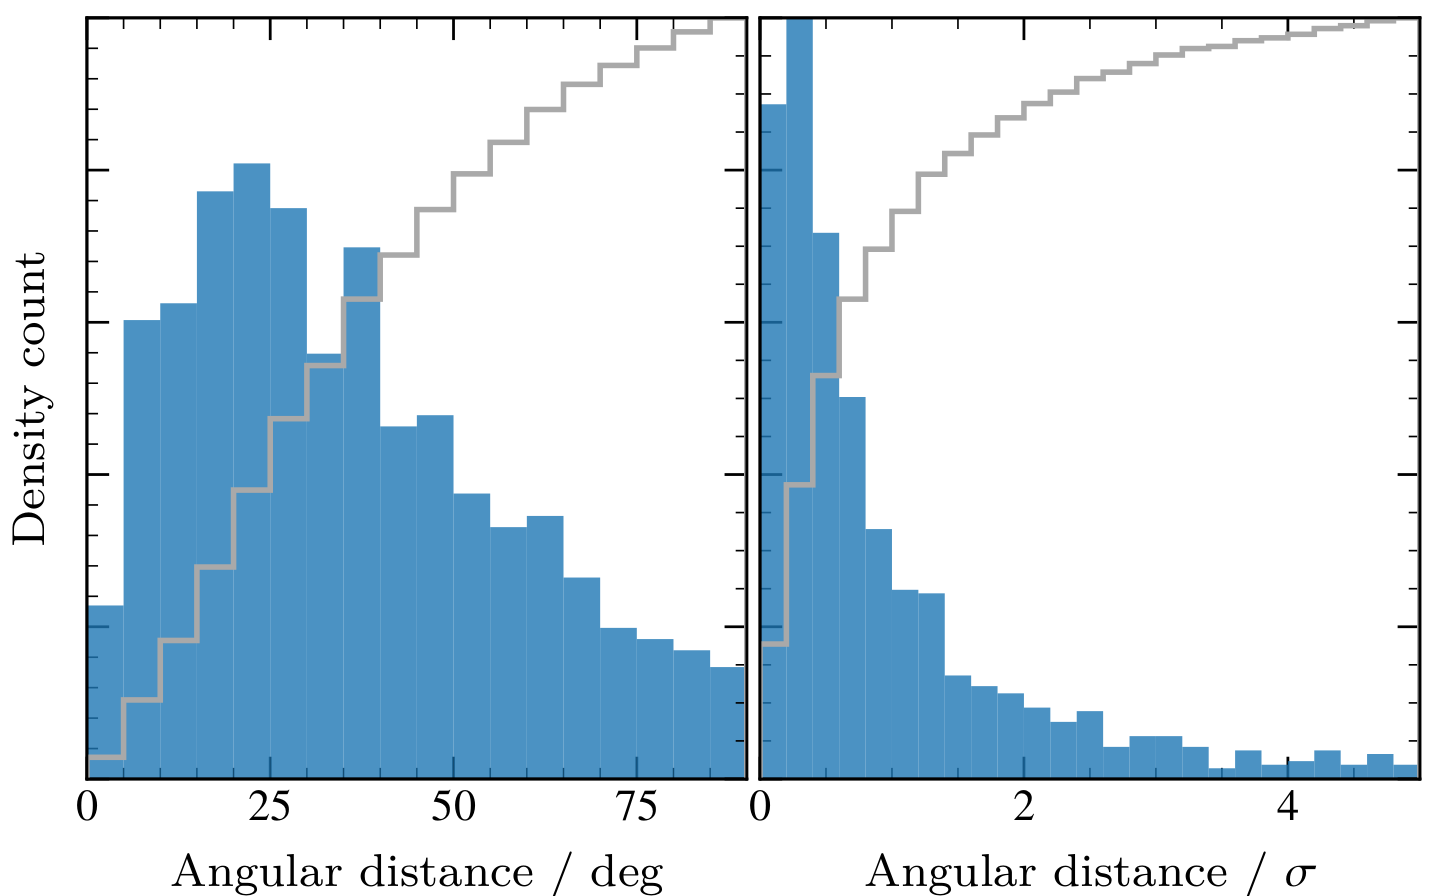 Density count
0 25 50 75
0 2 4
Angular distance / deg
Angular distance / σ